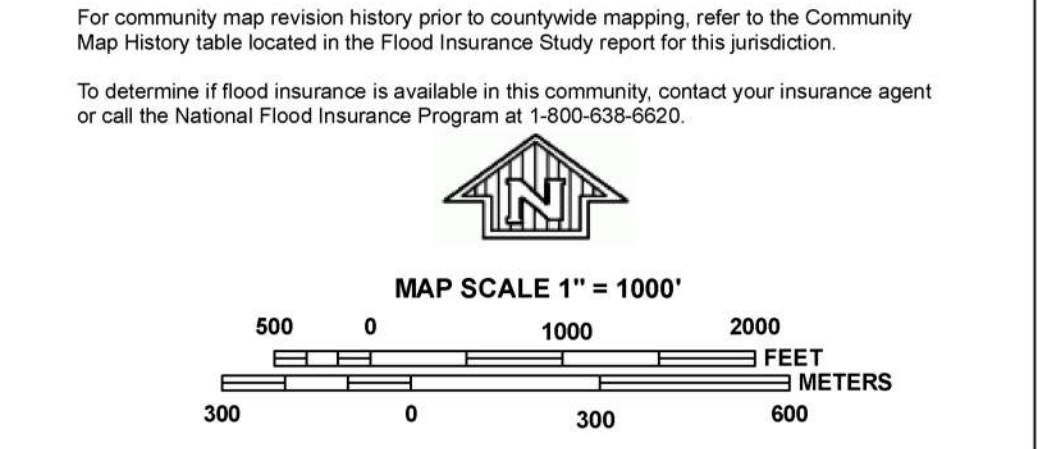 For community map revision history prior to countywide mapping, refer to the Community
Map History table located in the Flood Insurance Study report for this jurisdiction.
To determine if flood insurance is available in this community, contact your insurance agent
or call the National Flood Insurance Program at 1-800-638-6620.
N
MAP SCALE 1" = 1000'
500 0 1000 2000
FEET
METERS
300 0 300 600